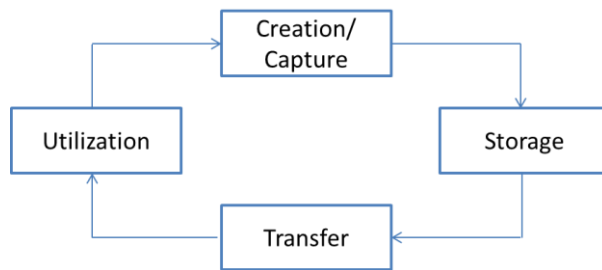 Creation/
Capture
Utilization
Storage
Transfer